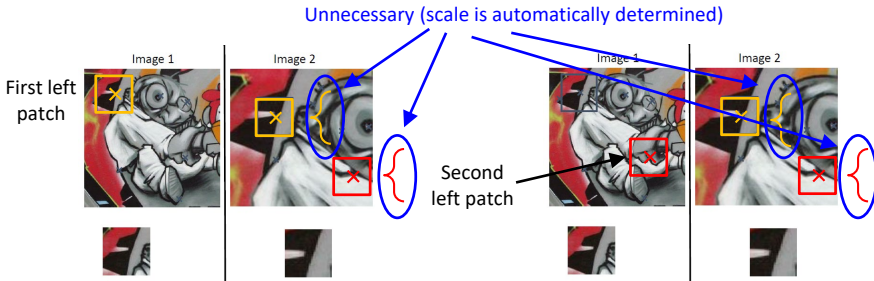 Unnecessary (scale is automatically determined)
Image 1
Image 2
Image 1
Image 2
First left
patch
Second
left patch